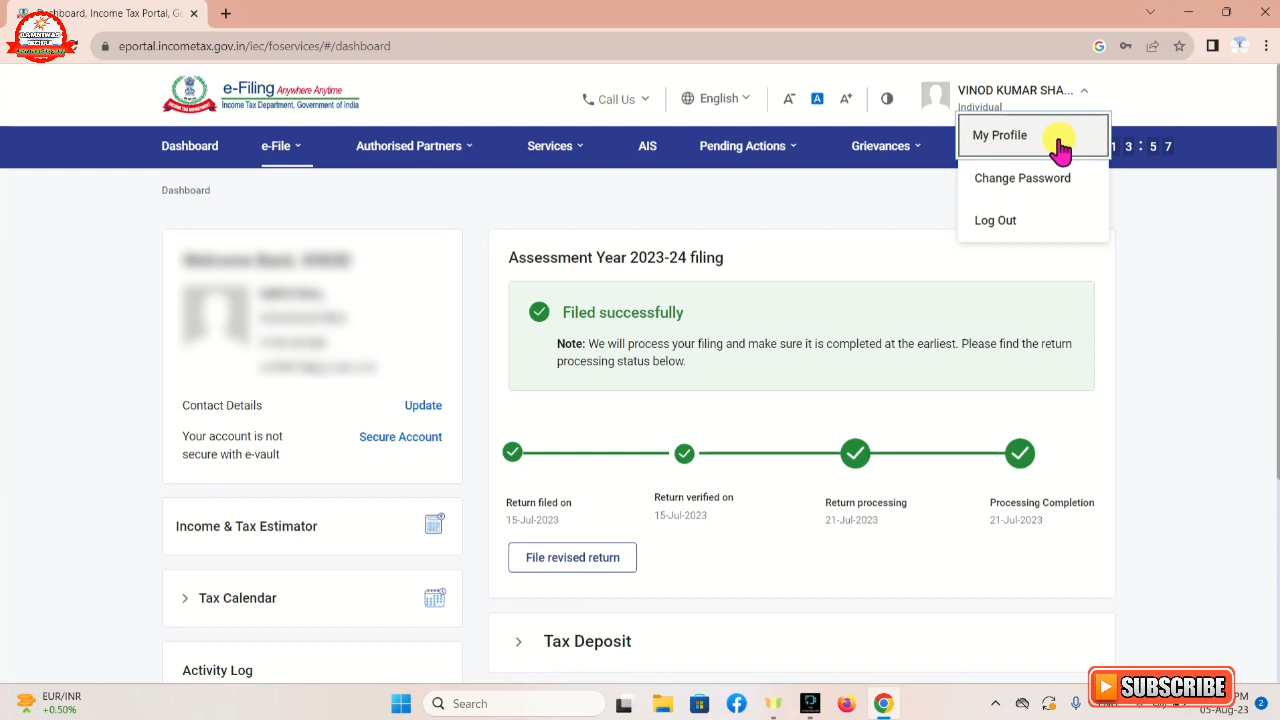 Dashboard, Income Tax Portal, Go
eportal.incometax.gov.in/iec/foservices/#/dashboard
e-Filing Anywhere Anytime
Income Tax Department, Government of India
Call Us
English
A-
A
A+
VINOD KUMAR SHA...
Individual
Dashboard
e-File
Authorised Partners
Services
AIS
Pending Actions
Grievances
3 : 5 7
My Profile
Change Password
Log Out
Dashboard
Contact Details
Update
Your account is not
secure with e-vault
Secure Account
Income & Tax Estimator
Tax Calendar
Activity Log
Assessment Year 2023-24 filing
Filed successfully
Note: We will process your filing and make sure it is completed at the earliest. Please find the return
processing status below.
Return filed on
15-Jul-2023
Return verified on
15-Jul-2023
Return processing
21-Jul-2023
Processing Completion
21-Jul-2023
File revised return
Tax Deposit
SUBSCRIBE
EUR/INR
+0.50%
Search
05-Aug-23
2